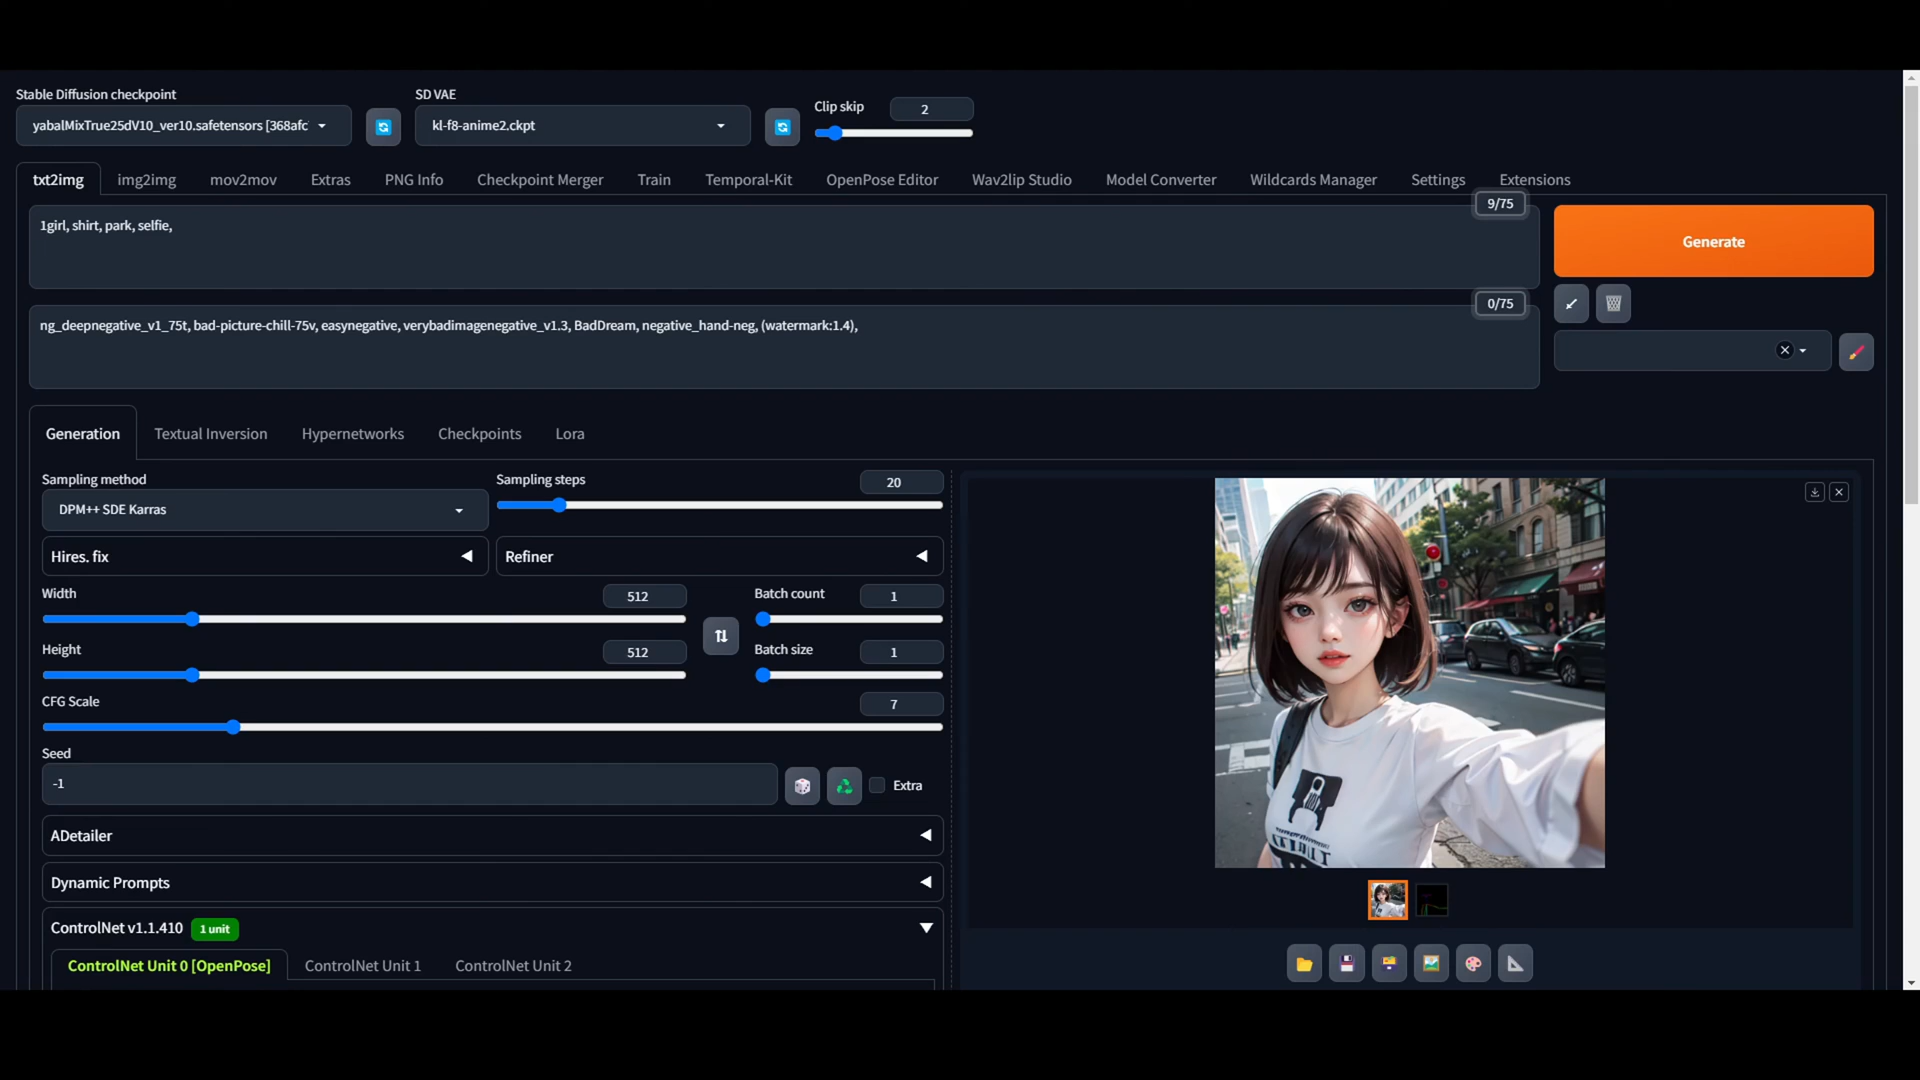 Stable Diffusion checkpoint
SD VAE
Clip skip
2
yabalMixTrue25dV10_ver10.safetensors [368afc
kl-f8-anime2.ckpt
txt2img
img2img
mov2mov
Extras
PNG Info
Checkpoint Merger
Train
Temporal-Kit
OpenPose Editor
Wav2lip Studio
Model Converter
Wildcards Manager
Settings
Extensions
9/75
1girl, shirt, park, selfie,
Generate
0/75
ng_deepnegative_v1_75t, bad-picture-chill-75v, easynegative, verybadimagenegative_v1.3, BadDream, negative_hand-neg, (watermark:1.4),
Generation
Textual Inversion
Hypernetworks
Checkpoints
Lora
Sampling method
Sampling steps
20
DPM++ SDE Karras
Hires. fix
Refiner
Width
512
Batch count
1
Height
512
Batch size
1
CFG Scale
7
Seed
-1
Extra
ADetailer
Dynamic Prompts
ControlNet v1.1.410
1 unit
ControlNet Unit 0 [OpenPose]
ControlNet Unit 1
ControlNet Unit 2